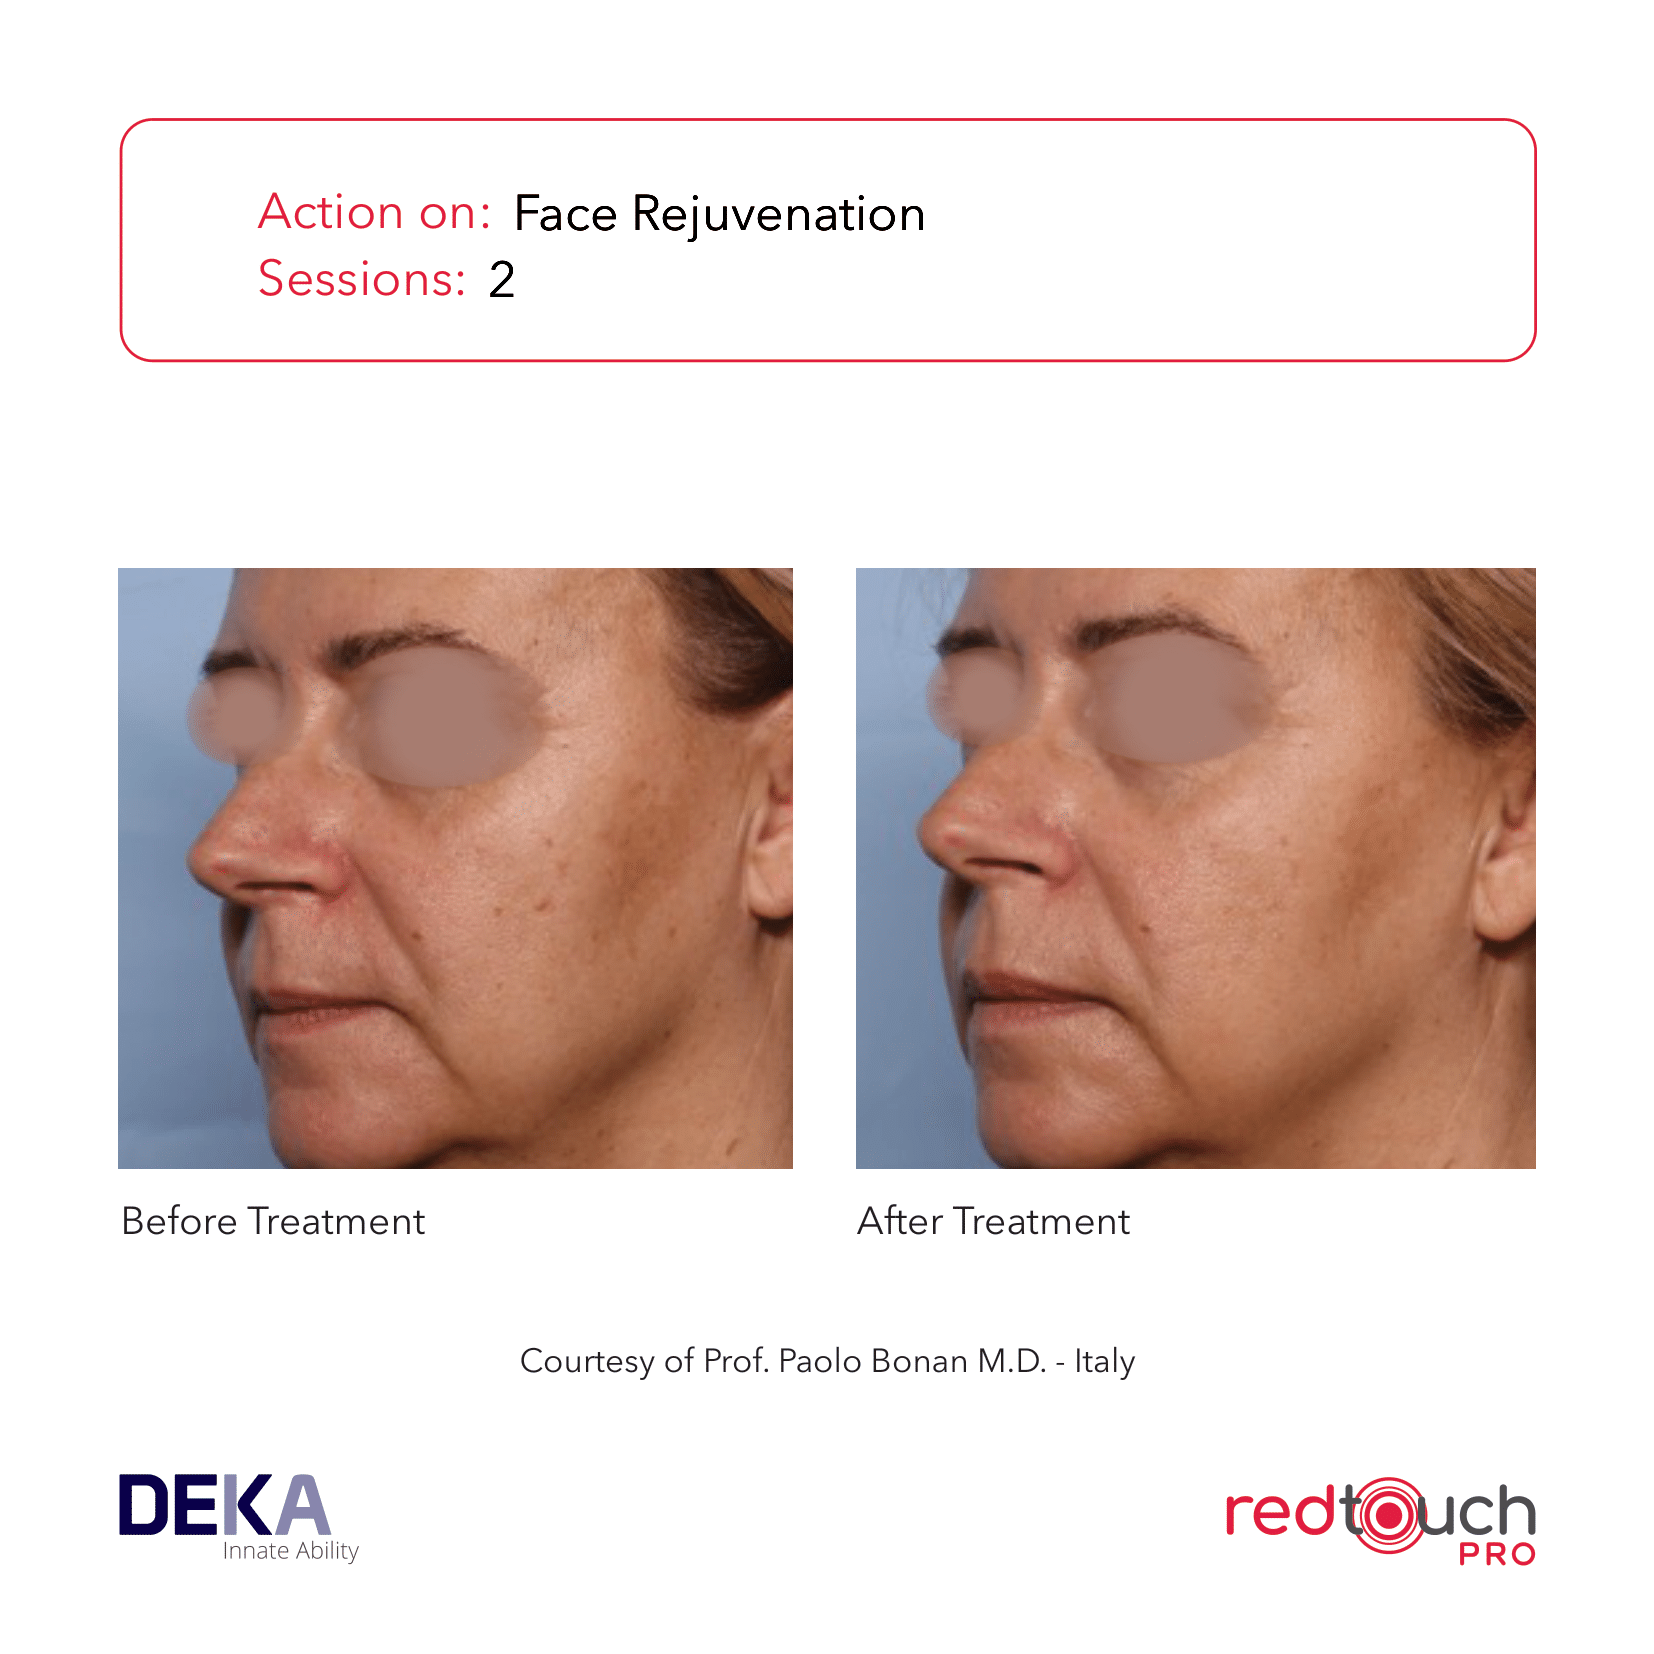 Action on: Face Rejuvenation
Sessions: 2
Before Treatment
After Treatment
Courtesy of Prof. Paolo Bonan M.D. - Italy
DEKA
Innate Ability
redtouch
PRO